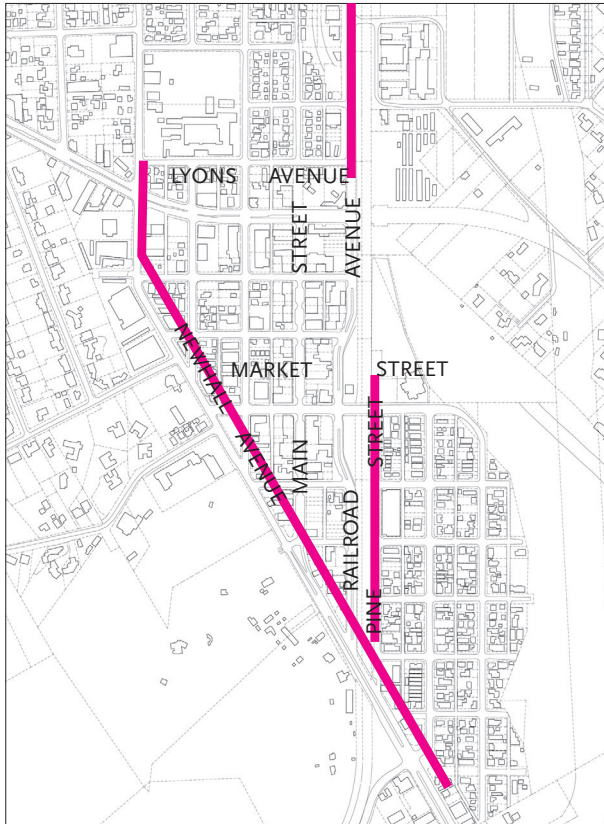 LYONS AVENUE
STREET
AVENUE
NEWHALL
MARKET STREET
STREET
AVENUE
MAIN
RAILROAD
PINE